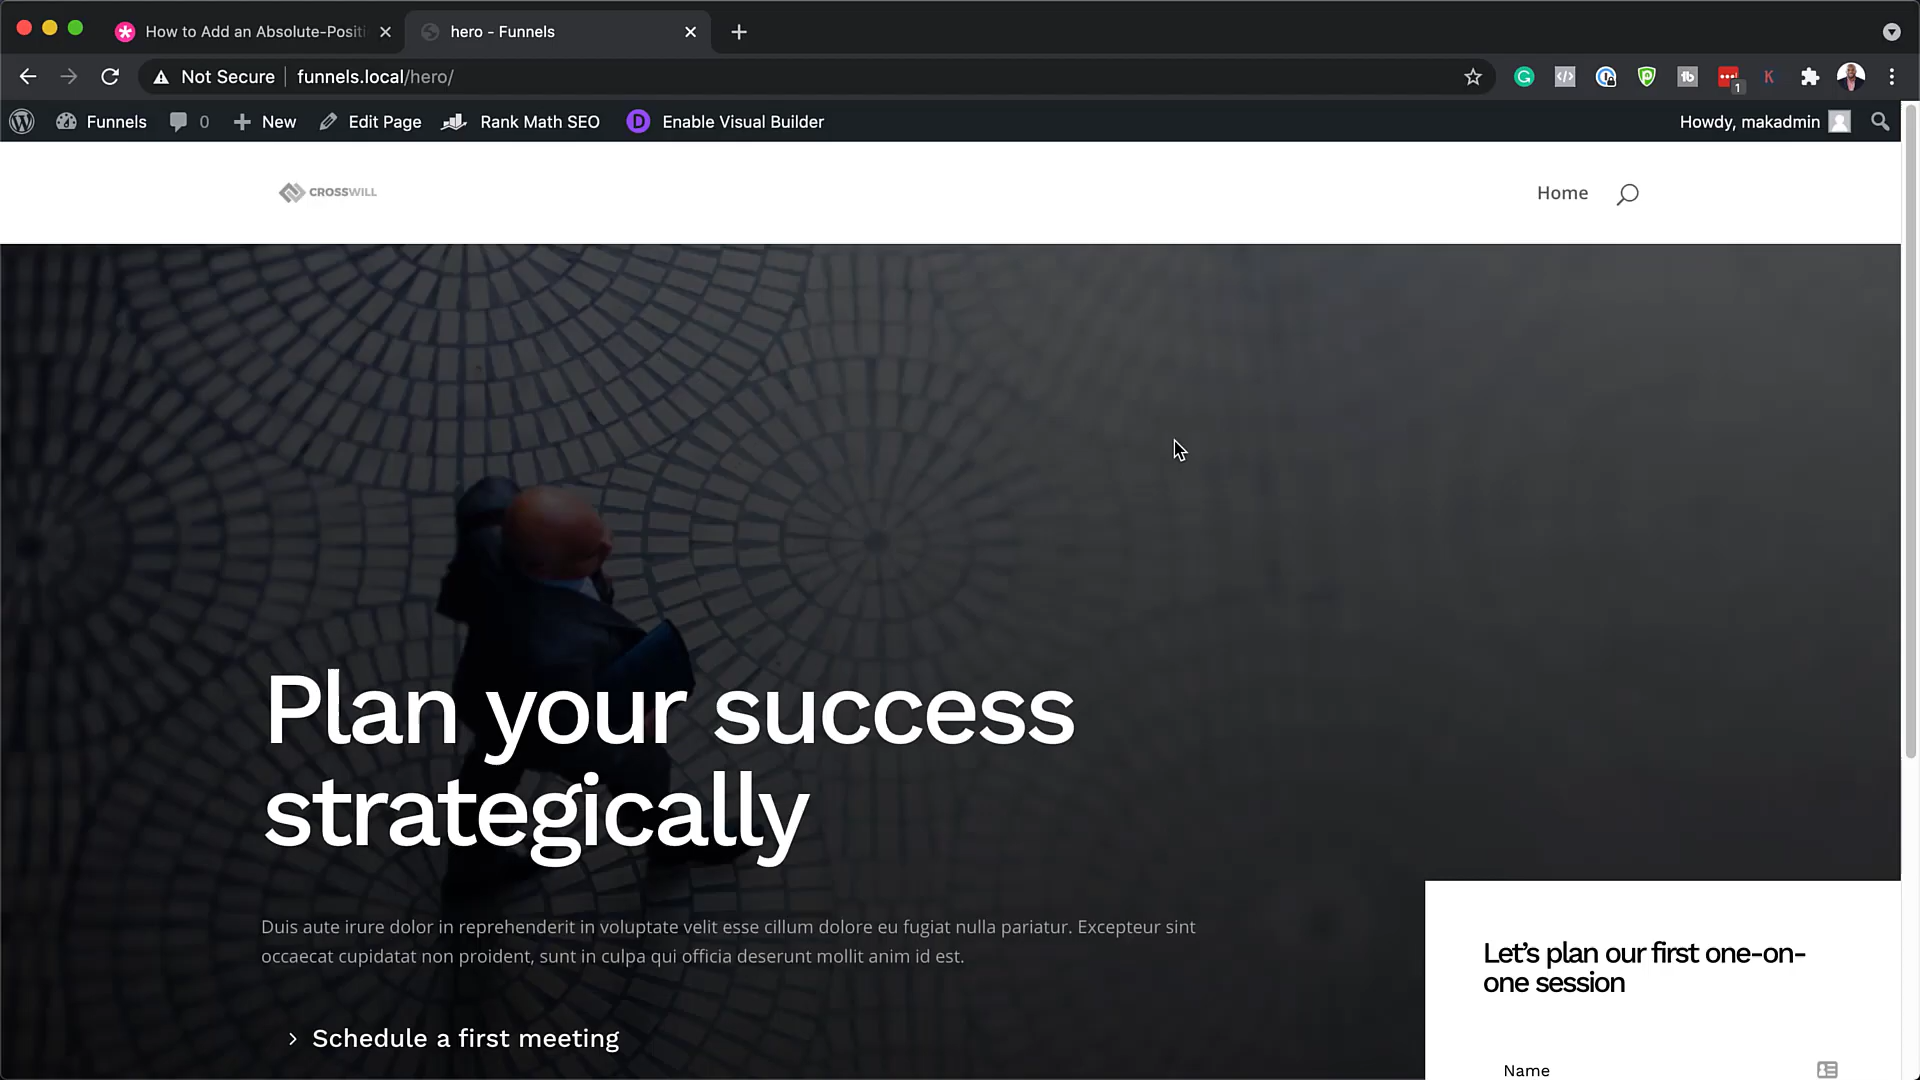 How to Add an Absolute-Positi
hero - Funnels
Not Secure
funnels.local/hero/
1
Funnels
0
New
Edit Page
Rank Math SEO
D
Enable Visual Builder
Howdy, makadmin
CROSSWILL
Home
Plan your success
strategically
Duis aute irure dolor in reprehenderit in voluptate velit esse cillum dolore eu fugiat nulla pariatur. Excepteur sint
occaecat cupidatat non proident, sunt in culpa qui officia deserunt mollit anim id est.
Schedule a first meeting
Let's plan our first one-on-
one session
Name